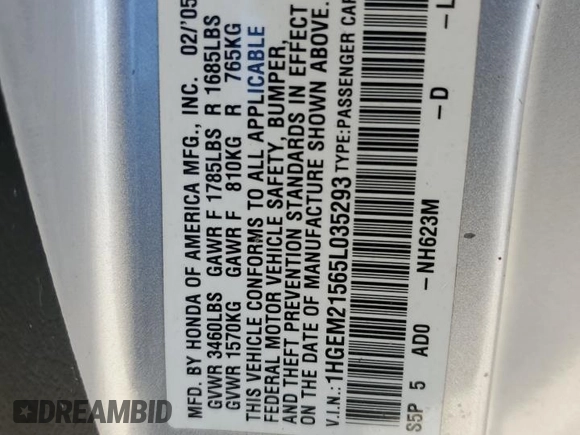 MFD. BY HONDA OF AMERICA MFG., INC. 02/'05
GVWR 3460LBS GAWR F 1785LBS R 1685LBS
GVWR 1570KG GAWR F 810KG R 765KG
THIS VEHICLE CONFORMS TO ALL APPLICABLE
FEDERAL MOTOR VEHICLE SAFETY, BUMPER,
AND THEFT PREVENTION STANDARDS IN EFFECT
ON THE DATE OF MANUFACTURE SHOWN ABOVE.
V.I.N.: 1HGEM21565L035293 TYPE:PASSENGER CAR
S5P 5 AD0 -NH623M -D -L
DREAMBID